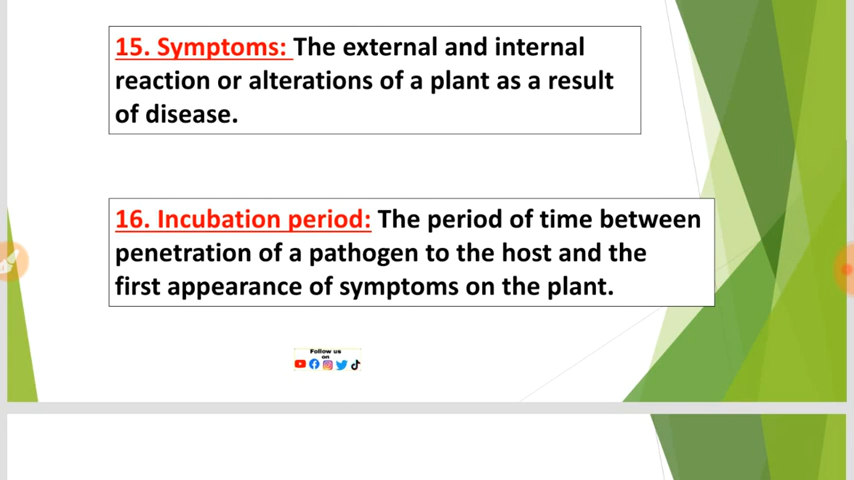 15. Symptoms: The external and internal
reaction or alterations of a plant as a result
of disease.
16. Incubation period: The period of time between
penetration of a pathogen to the host and the
first appearance of symptoms on the plant.
Follow us
on